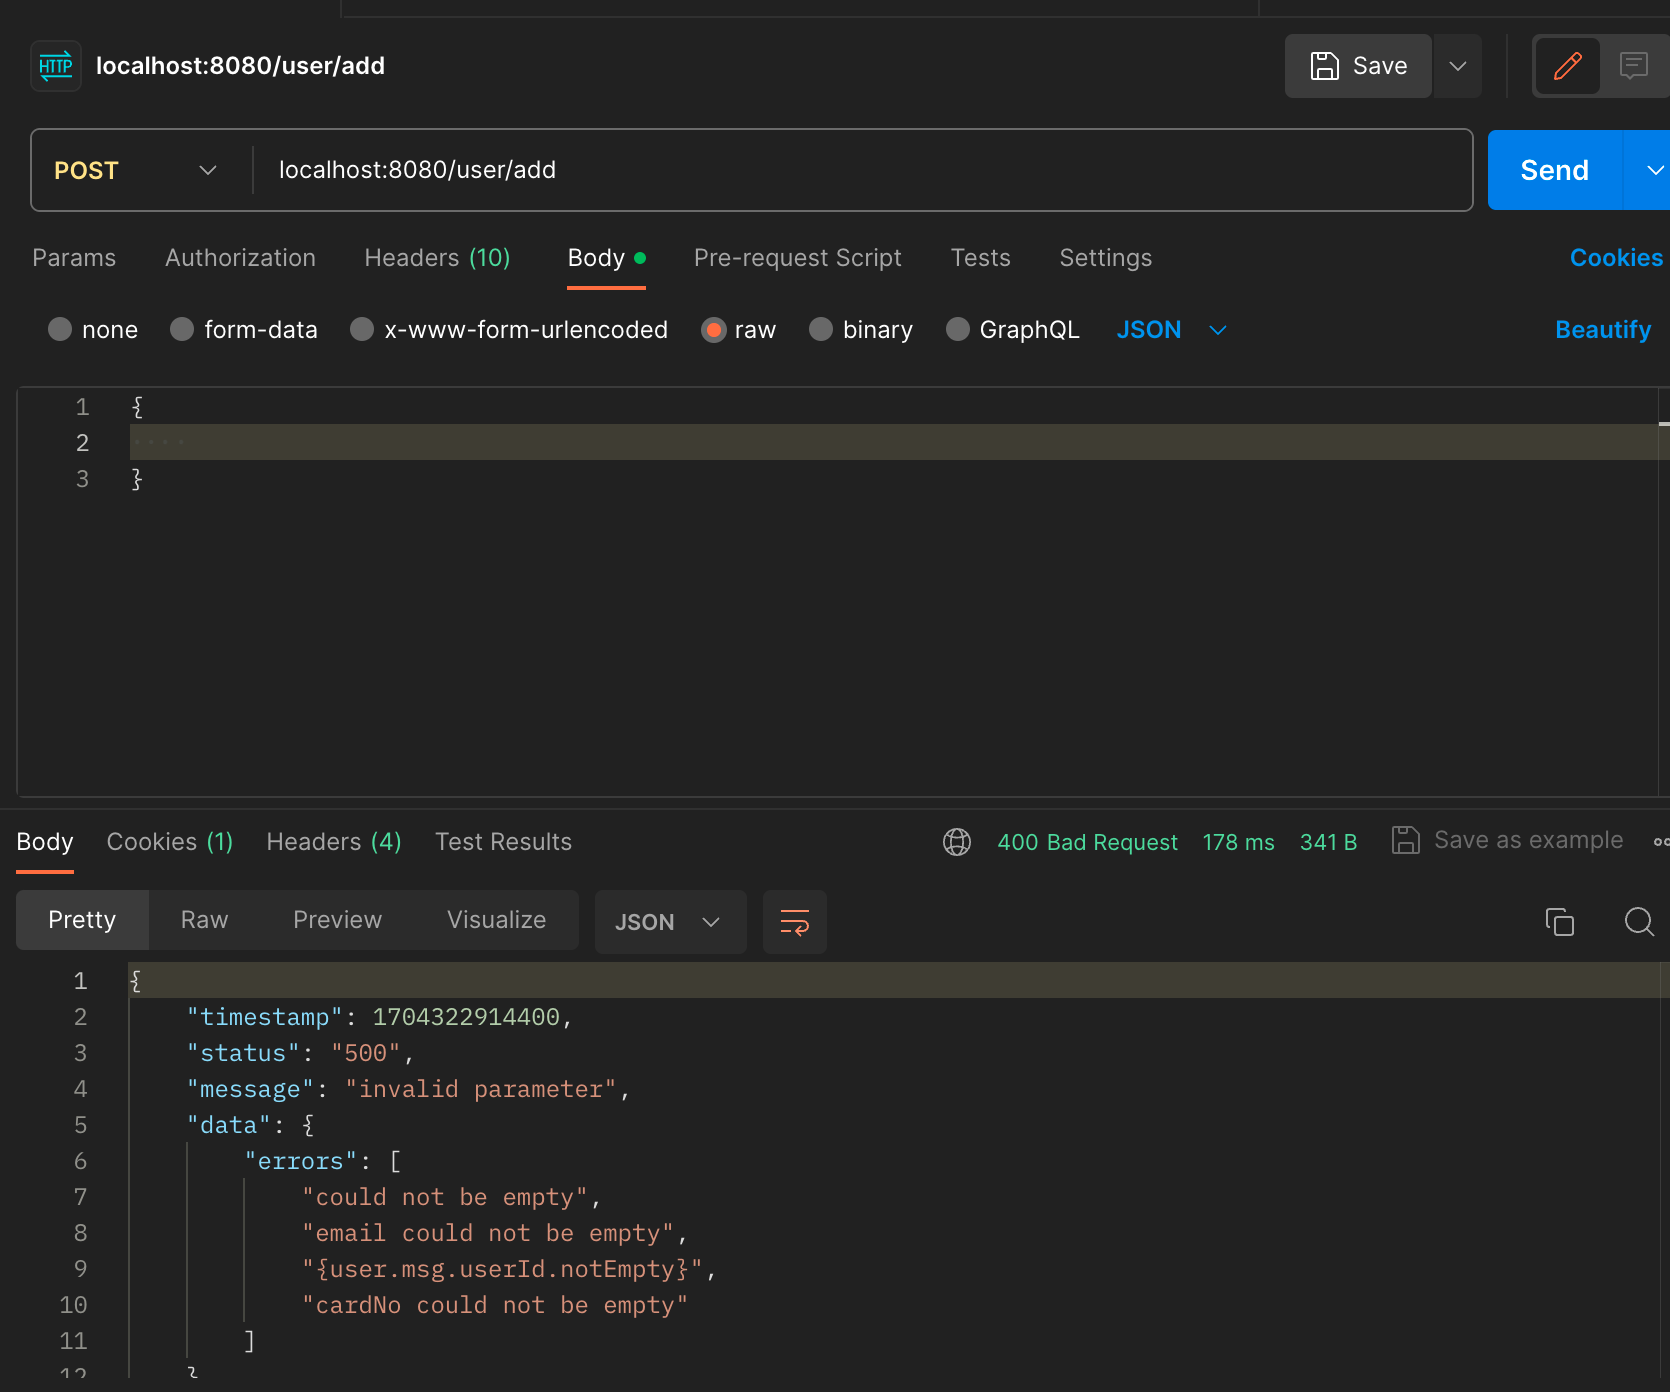 HTTP localhost:8080/user/add Save
POST localhost:8080/user/add Send
Params Authorization Headers (10) Body Pre-request Script Tests Settings Cookies
none form-data x-www-form-urlencoded raw binary GraphQL JSON Beautify
1 {
2
3 }
Body Cookies (1) Headers (4) Test Results 400 Bad Request 178 ms 341 B Save as example
Pretty Raw Preview Visualize JSON
1 {
2 "timestamp": 1704322914400,
3 "status": "500",
4 "message": "invalid parameter",
5 "data": {
6 "errors": [
7 "could not be empty",
8 "email could not be empty",
9 "{user.msg.userId.notEmpty}",
10 "cardNo could not be empty"
11 ]
12 }